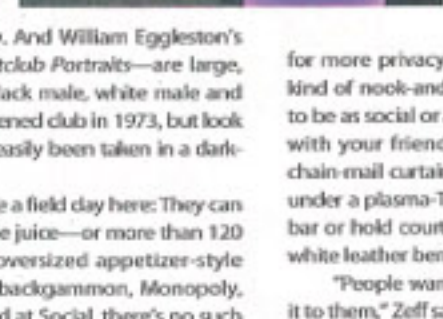 . And William Eggleston's
tclub Portraits—are large,
lack male, white male and
ened club in 1973, but look
easily been taken in a dark-
e a field day here: They can
e juice—or more than 120
oversized appetizer-style
backgammon, Monopoly,
d at Social, there's no such
for more privacy
kind of nook-and
to be as social or
with your friend
chain-mail curtai
under a plasma-T
bar or hold court
white leather ben
"People wan
it to them," Zeff s